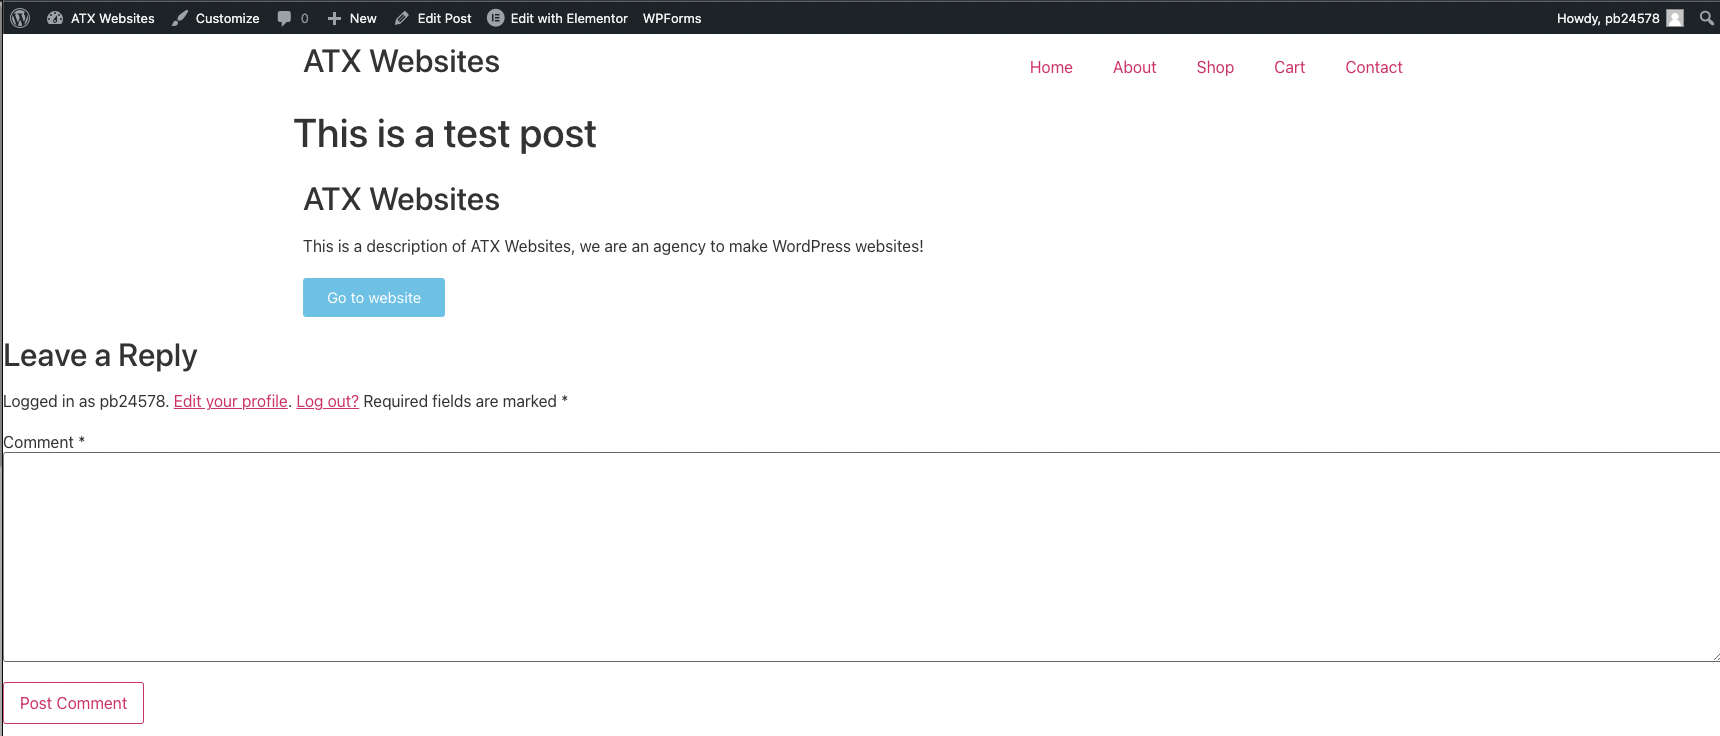 ATX Websites Customize 0 New Edit Post Edit with Elementor WPForms Howdy, pb24578
ATX Websites Home About Shop Cart Contact
This is a test post
ATX Websites
This is a description of ATX Websites, we are an agency to make WordPress websites!
Go to website
Leave a Reply
Logged in as pb24578. Edit your profile. Log out? Required fields are marked *
Comment *
Post Comment